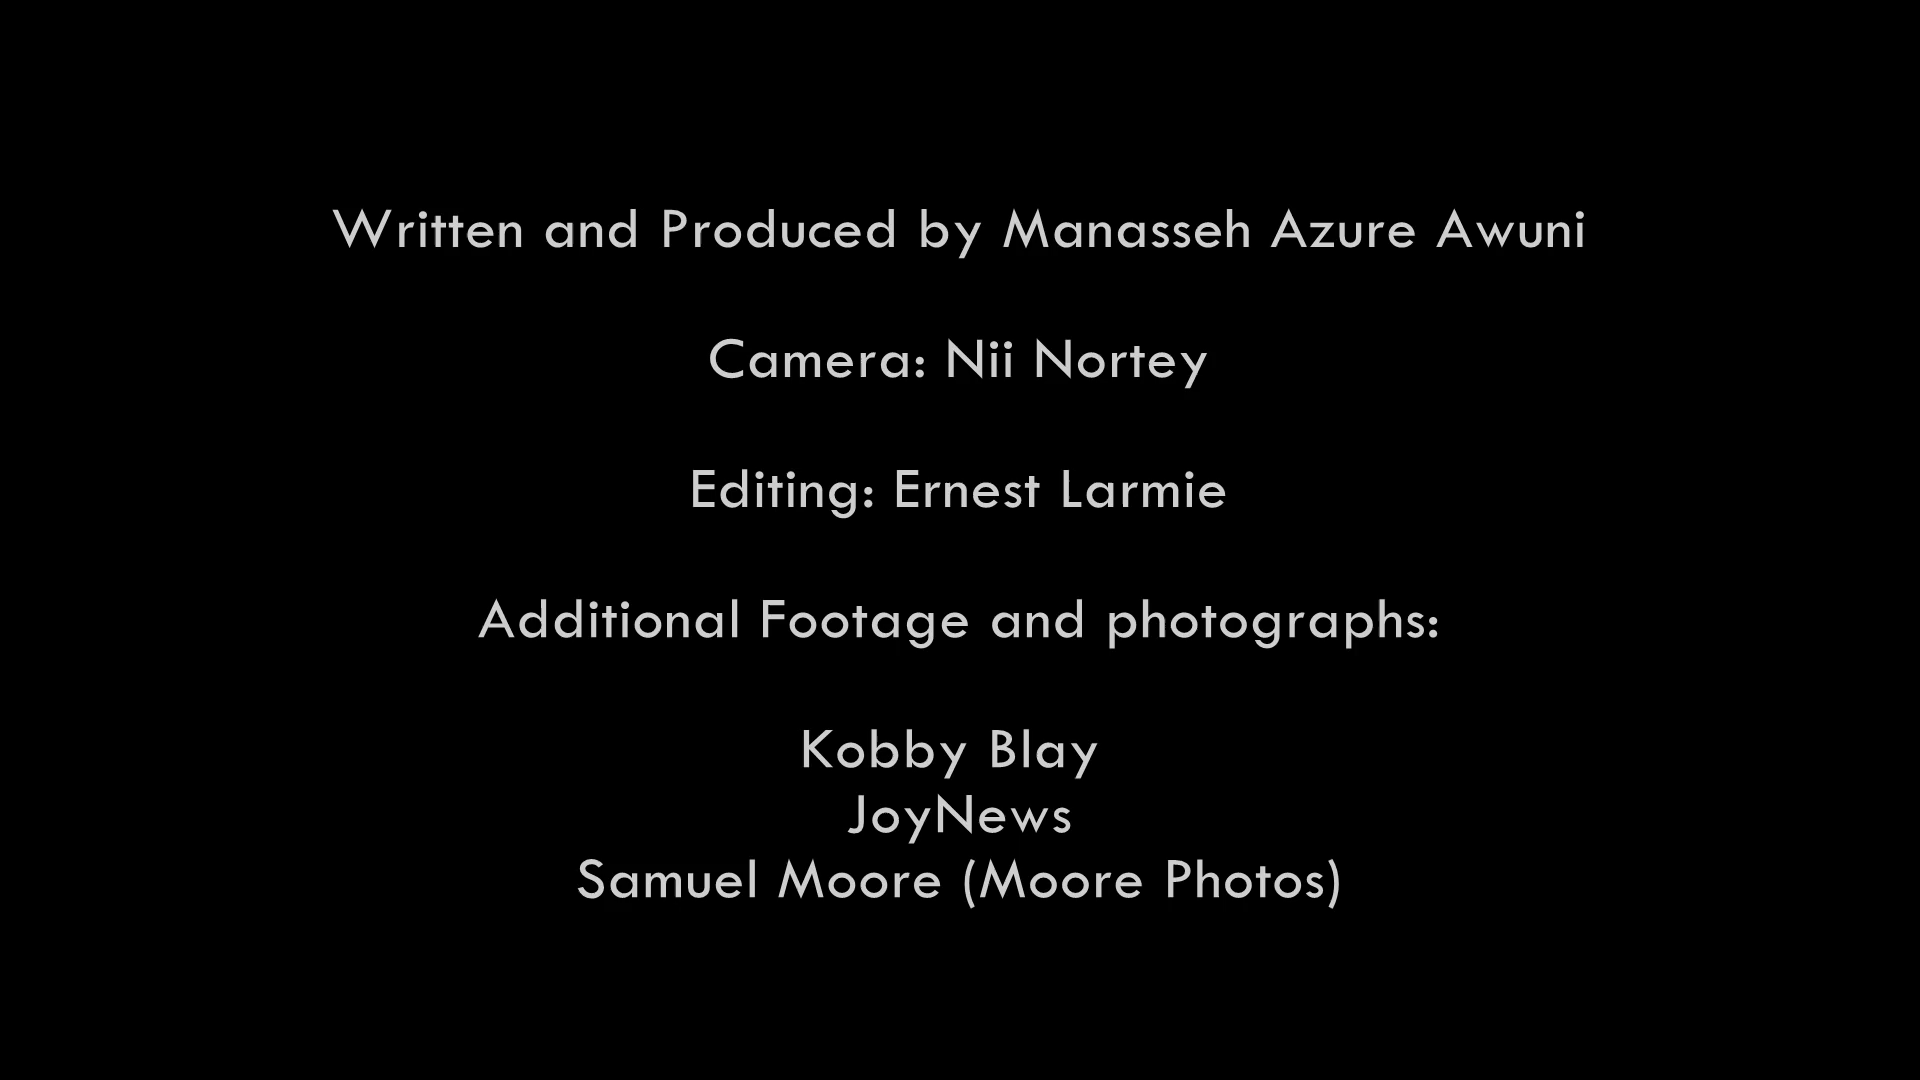 Written and Produced by Manasseh Azure Awuni
Camera: Nii Nortey
Editing: Ernest Larmie
Additional Footage and photographs:
Kobby Blay
JoyNews
Samuel Moore (Moore Photos)